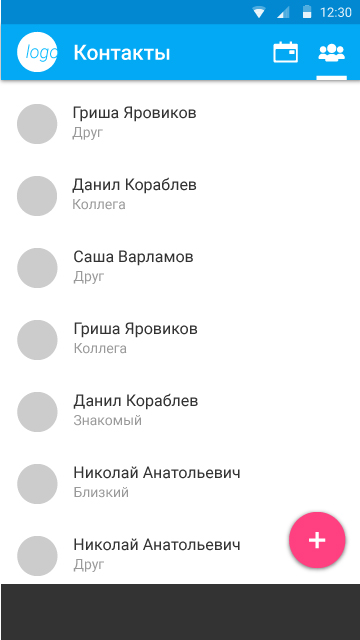 12:30
logo Контакты
Гриша Яровиков
Друг
Данил Кораблев
Коллега
Саша Варламов
Друг
Гриша Яровиков
Коллега
Данил Кораблев
Знакомый
Николай Анатольевич
Близкий
Николай Анатольевич
Друг